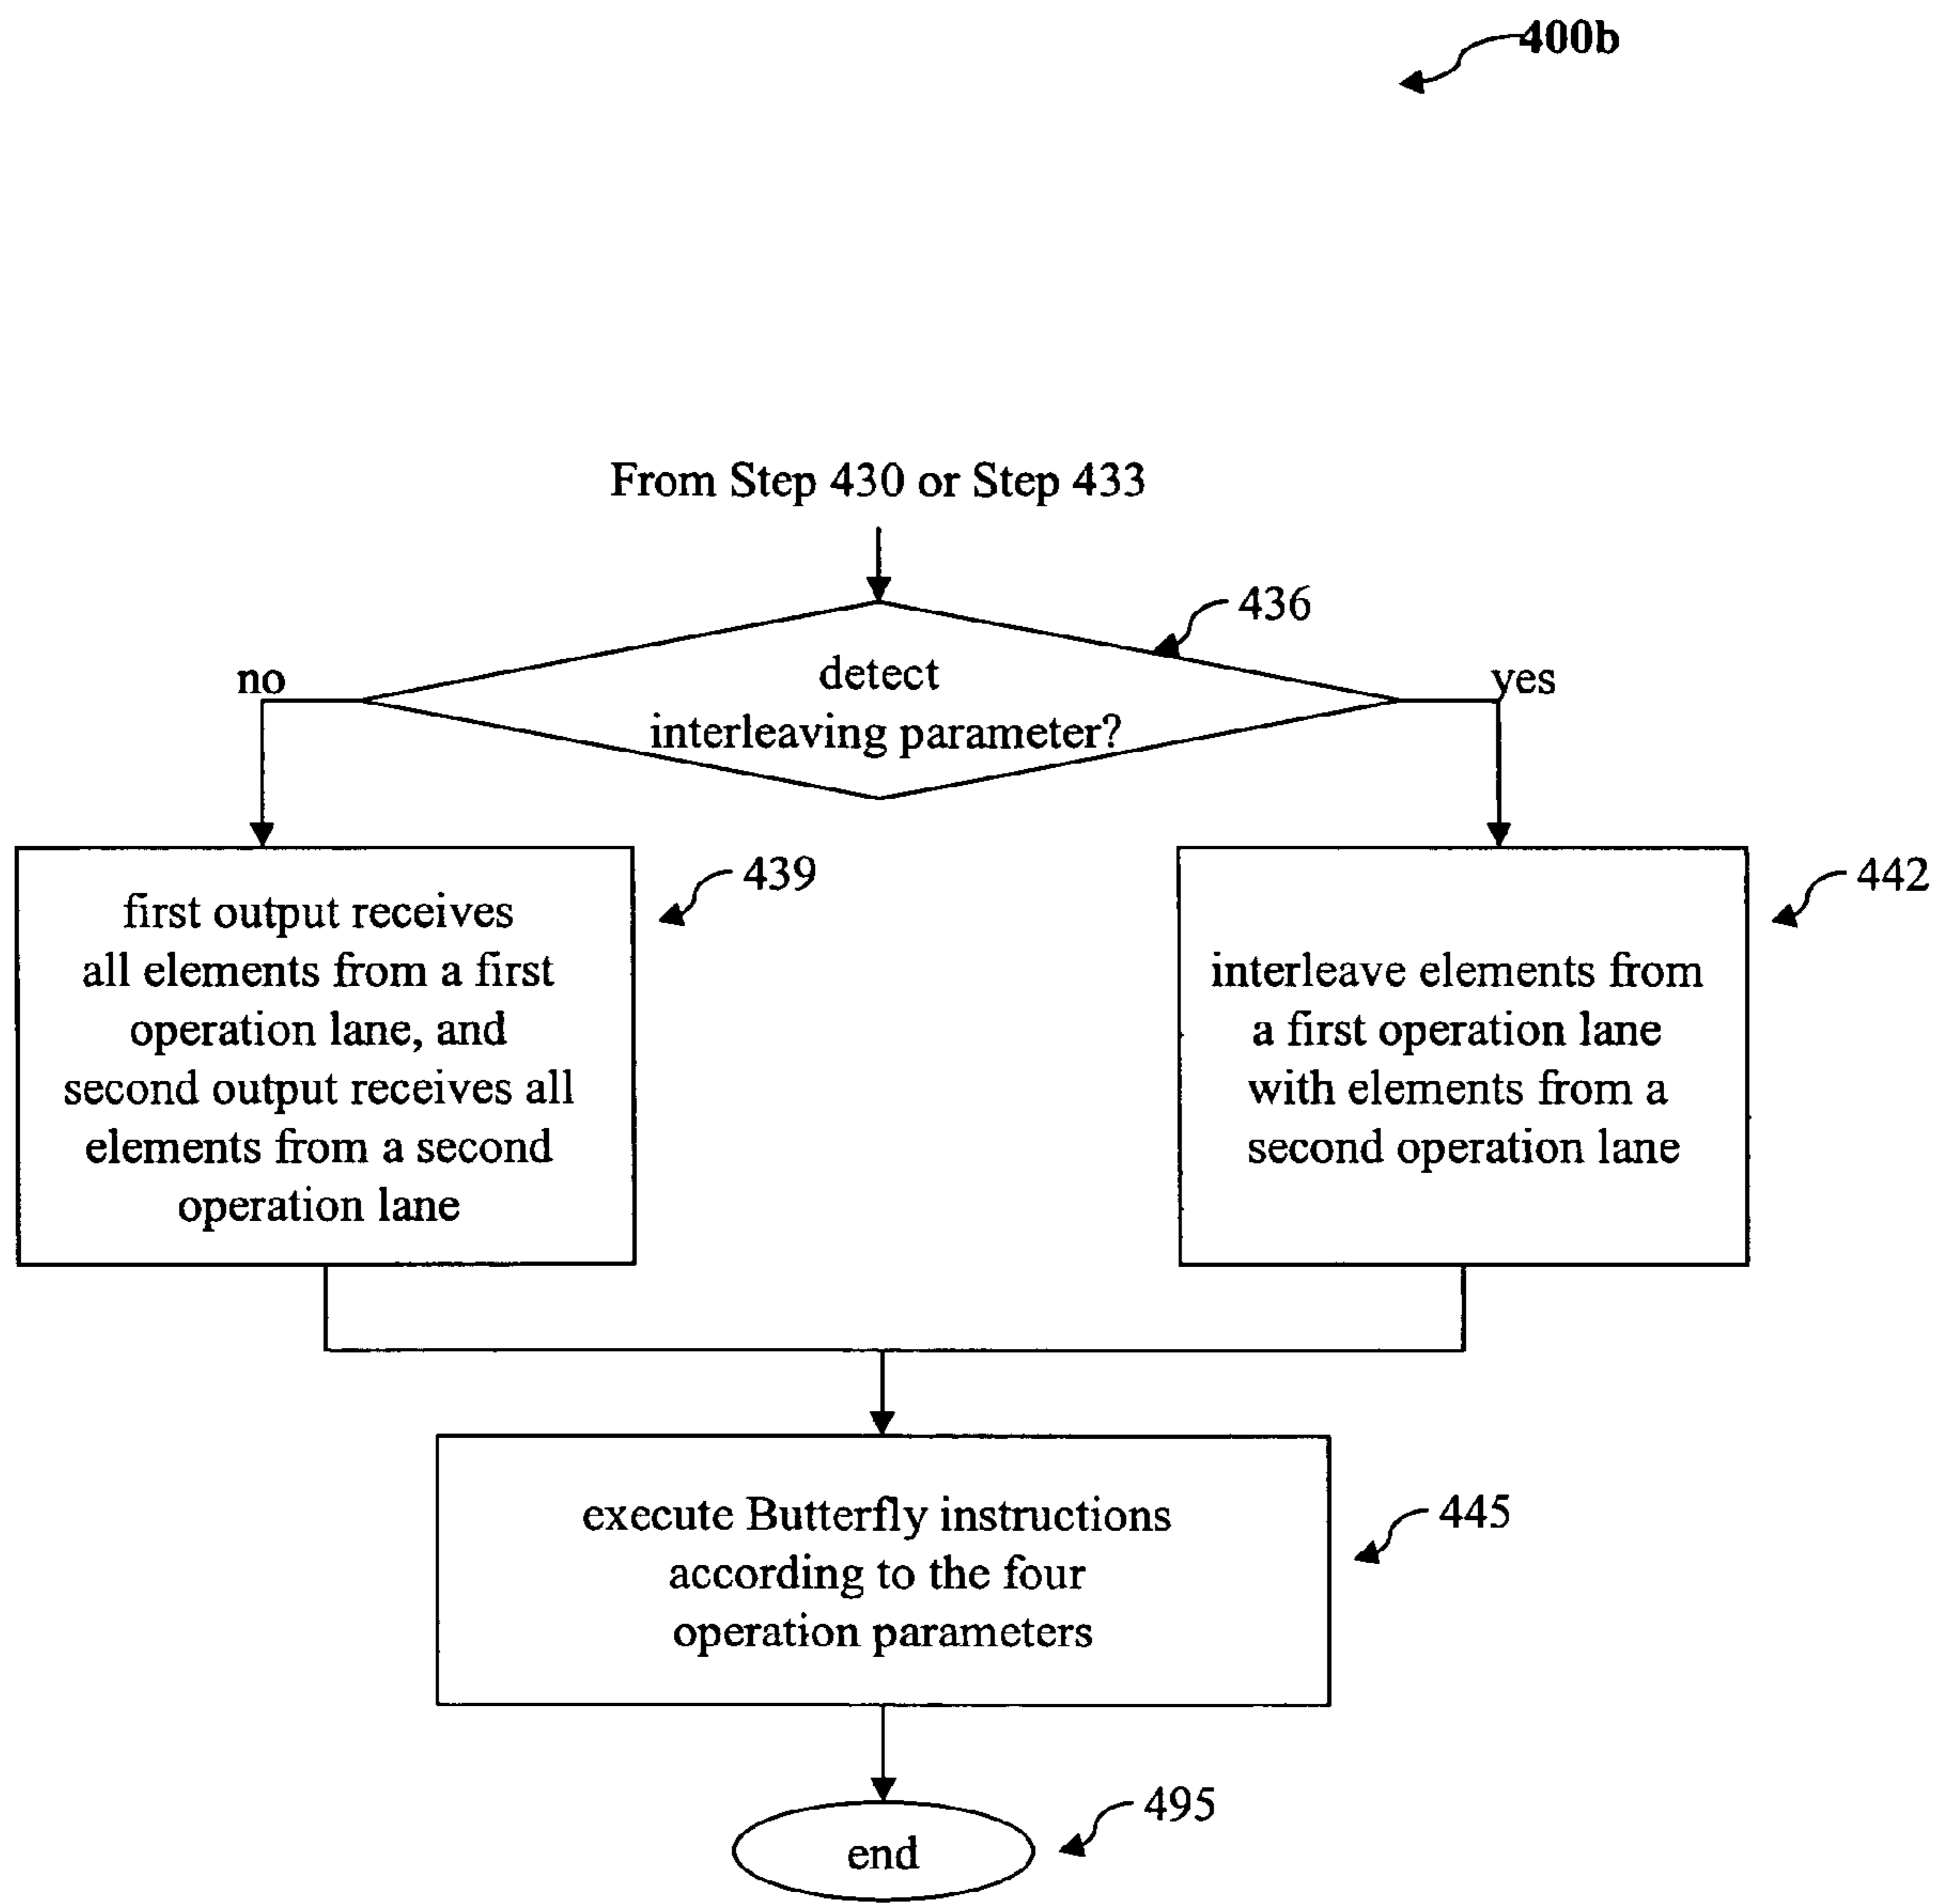 400b
From Step 430 or Step 433
436
no
yes
detect
interleaving parameter?
439
first output receives
all elements from a first
operation lane, and
second output receives all
elements from a second
operation lane
442
interleave elements from
a first operation lane
with elements from a
second operation lane
execute Butterfly instructions
according to the four
operation parameters
445
495
end